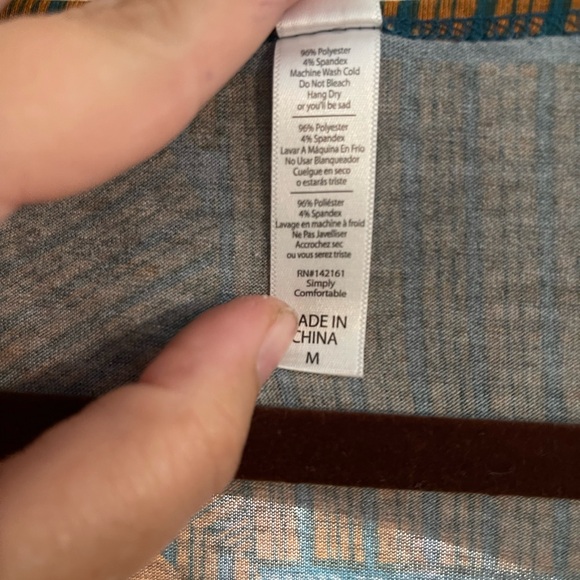 96% Polyester
4% Spandex
Machine Wash Cold
Do Not Bleach
Hang Dry
or you'll be sad
96% Polyester
4% Spandex
Lavar A Máquina En Frio
No Usar Blanqueador
Cuelgue en seco
o estarás triste
96% Poliéster
4% Spandex
Lavage en machine à froid
Ne Pas Javelliser
Accrochez sec
ou vous serez triste
RN#142161
Simply
Comfortable
ADE IN
CHINA
M